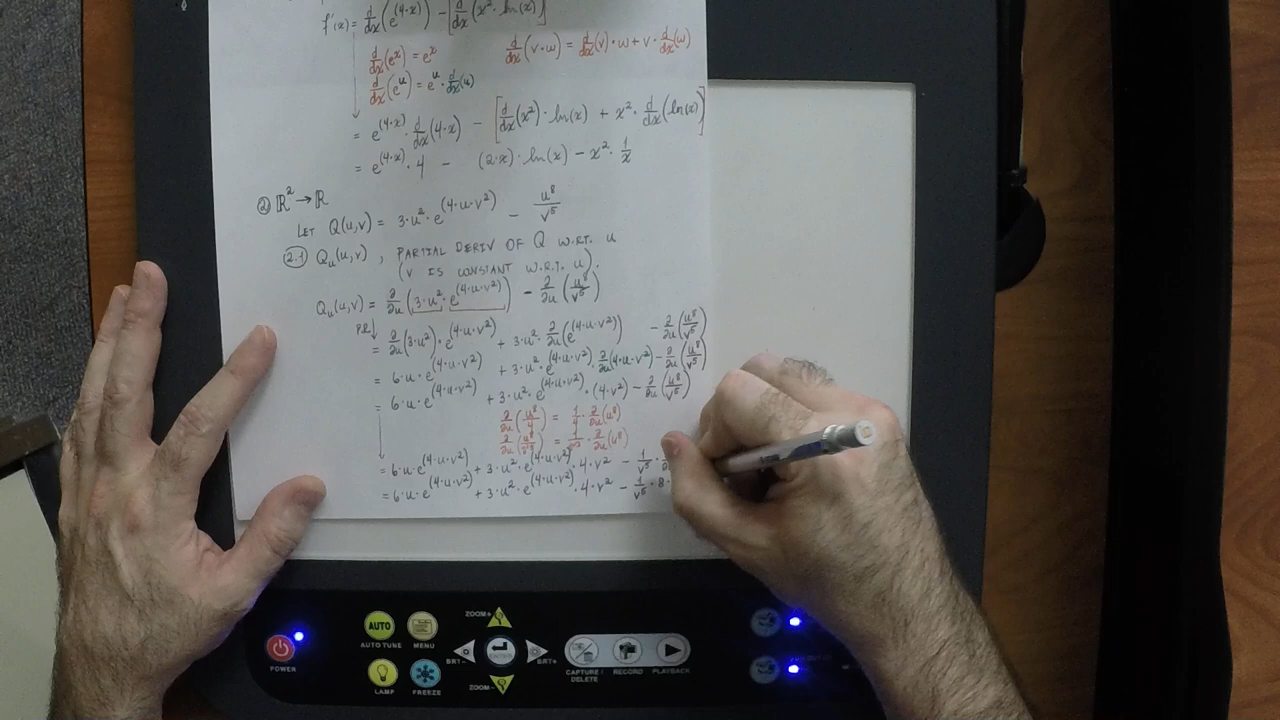 f'(x) = d/dx(e^(4·x)) - [d/dx(x²·ln(x)]
d/dx(e^x) = e^x d/dx(v·w) = d/dx(v)·w + v·d/dx(w)
d/dx(e^u) = e^u·d/dx(u)
= e^(4·x)·d/dx(4·x) - [d/dx(x²)·ln(x) + x²·d/dx(ln(x)]
= e^(4·x)·4 - (2·x)·ln(x) - x²·1/x
② ℝ² → ℝ
LET Q(u,v) = 3·u²·e^(4·u·v²) - u⁸/v⁵
2.1 Q_u(u,v), PARTIAL DERIV OF Q W.R.T. u
(v IS CONSTANT W.R.T. u).
Q_u(u,v) = ∂/∂u(3·u²·e^(4·u·v²)) - ∂/∂u(u⁸/v⁵)
P.R.
= ∂/∂u(3·u²)·e^(4·u·v²) + 3·u²·∂/∂u(e^(4·u·v²)) - ∂/∂u(u⁸/v⁵)
= 6·u·e^(4·u·v²) + 3·u²·e^(4·u·v²)·∂/∂u(4·u·v²) - ∂/∂u(u⁸/v⁵)
= 6·u·e^(4·u·v²) + 3·u²·e^(4·u·v²)·(4·v²) - ∂/∂u(u⁸/v⁵)
∂/∂u(u⁸/4) = 1/4·∂/∂u(u⁸)
= ·∂/∂u(u⁸)
= 6·u·e^(4·u·v²) + 3·u²·e^(4·u·v²)·4·v² - 1/v⁵·
= 6·u·e^(4·u·v²) + 3·u²·e^(4·u·v²)·4·v² - 1/v⁵·8·
ZOOM+
AUTO
AUTO TUNE MENU
POWER
BRT- BRT+
CAPTURE / DELETE RECORD PLAYBACK
LAMP FREEZE
ZOOM-